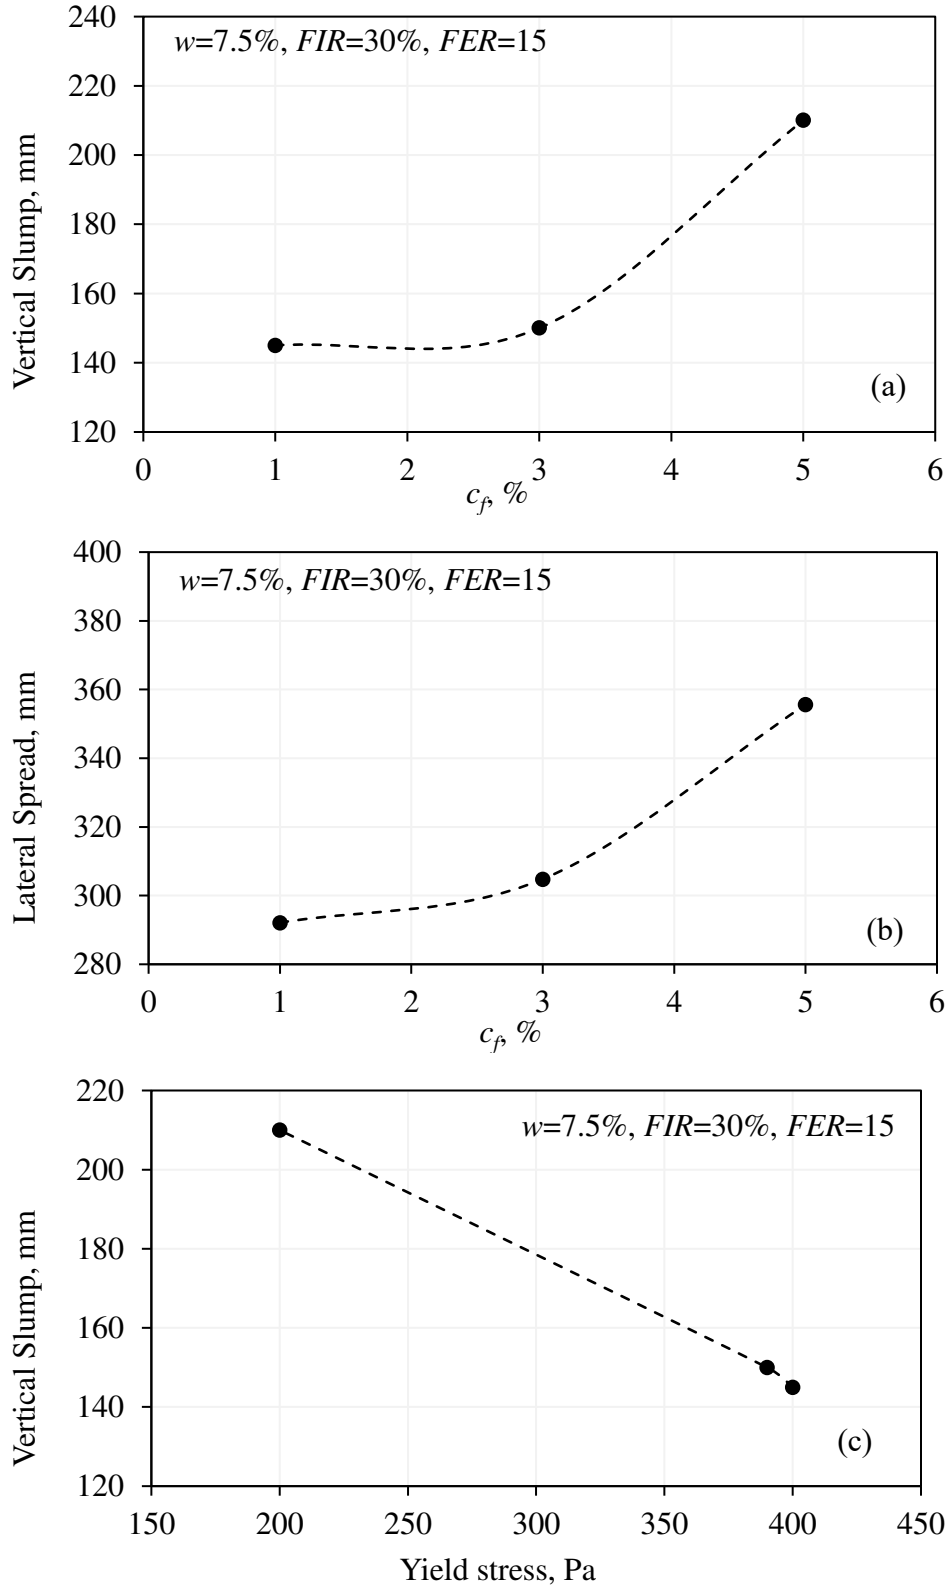 w=7.5%, FIR=30%, FER=15
240
220
200
180
160
140
120
Vertical Slump, mm
(a)
0 1 2 3 4 5 6
cf, %
w=7.5%, FIR=30%, FER=15
400
380
360
340
320
300
280
Lateral Spread, mm
(b)
0 1 2 3 4 5 6
cf, %
w=7.5%, FIR=30%, FER=15
220
200
180
160
140
120
Vertical Slump, mm
(c)
150 200 250 300 350 400 450
Yield stress, Pa